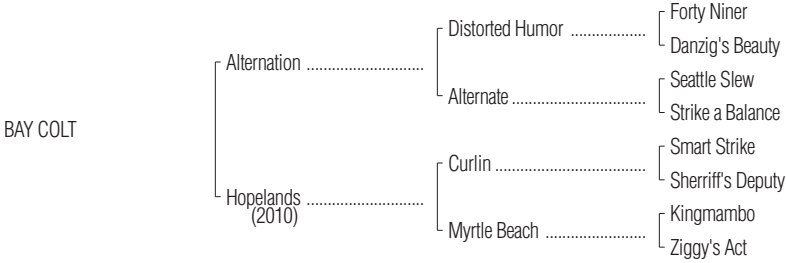 Forty Niner
Distorted Humor ..................
Danzig's Beauty
Alternation ............................
Seattle Slew
Alternate ................................
Strike a Balance
BAY COLT
Smart Strike
Curlin ....................................
Sherriff's Deputy
Hopelands ............................
(2010)
Kingmambo
Myrtle Beach ........................
Ziggy's Act